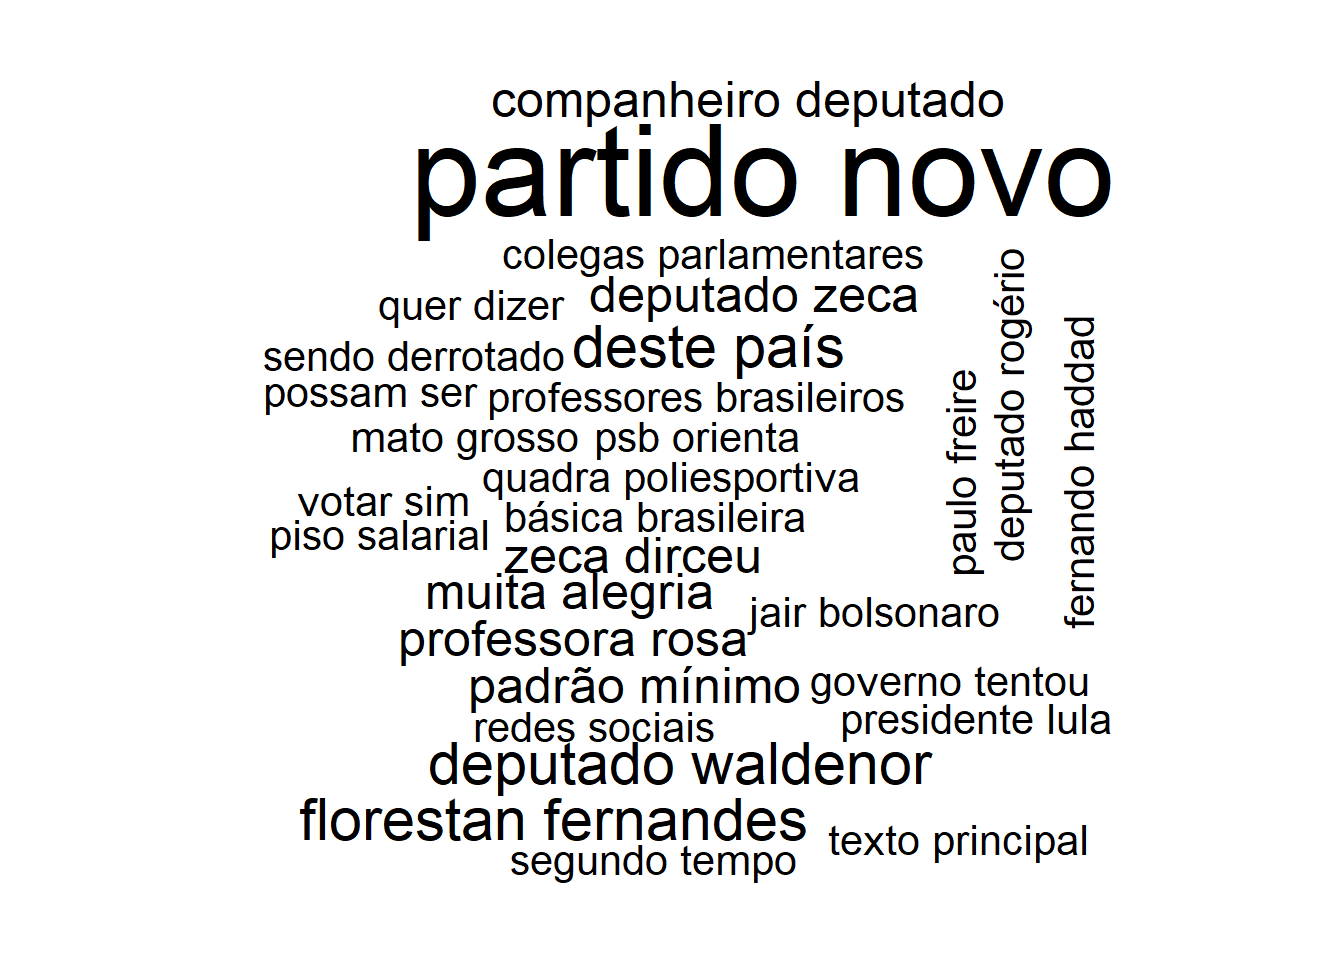 companheiro deputado
partido novo
colegas parlamentares
quer dizer
deputado zeca
sendo derrotado
deste país
possam ser
professores brasileiros
mato grosso
psb orienta
quadra poliesportiva
votar sim
básica brasileira
piso salarial
zeca dirceu
muita alegria
jair bolsonaro
professora rosa
padrão mínimo
governo tentou
redes sociais
presidente lula
deputado waldenor
florestan fernandes
texto principal
segundo tempo
paulo freire
deputado rogério
fernando haddad